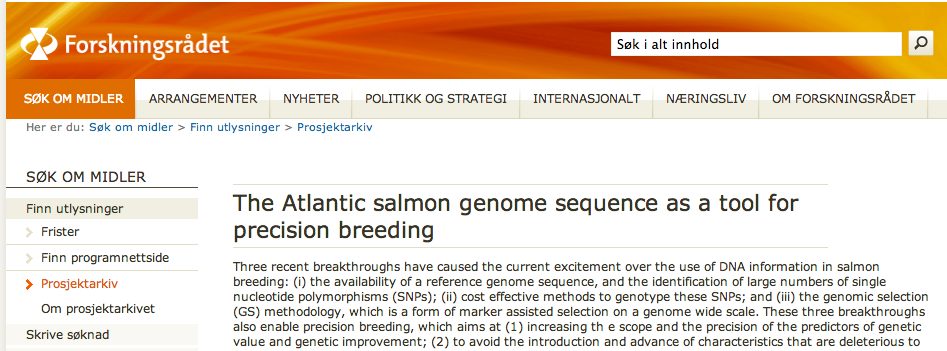 Forskningsrådet
Søk i alt innhold
SØK OM MIDLER ARRANGEMENTER NYHETER POLITIKK OG STRATEGI INTERNASJONALT NÆRINGSLIV OM FORSKNINGSRÅDET
Her er du: Søk om midler > Finn utlysninger > Prosjektarkiv
SØK OM MIDLER
Finn utlysninger
Frister
Finn programnettside
Prosjektarkiv
Om prosjektarkivet
Skrive søknad
The Atlantic salmon genome sequence as a tool for
precision breeding
Three recent breakthroughs have caused the current excitement over the use of DNA information in salmon
breeding: (i) the availability of a reference genome sequence, and the identification of large numbers of single
nucleotide polymorphisms (SNPs); (ii) cost effective methods to genotype these SNPs; and (iii) the genomic selection
(GS) methodology, which is a form of marker assisted selection on a genome wide scale. These three breakthroughs
also enable precision breeding, which aims at (1) increasing th e scope and the precision of the predictors of genetic
value and genetic improvement; (2) to avoid the introduction and advance of characteristics that are deleterious to